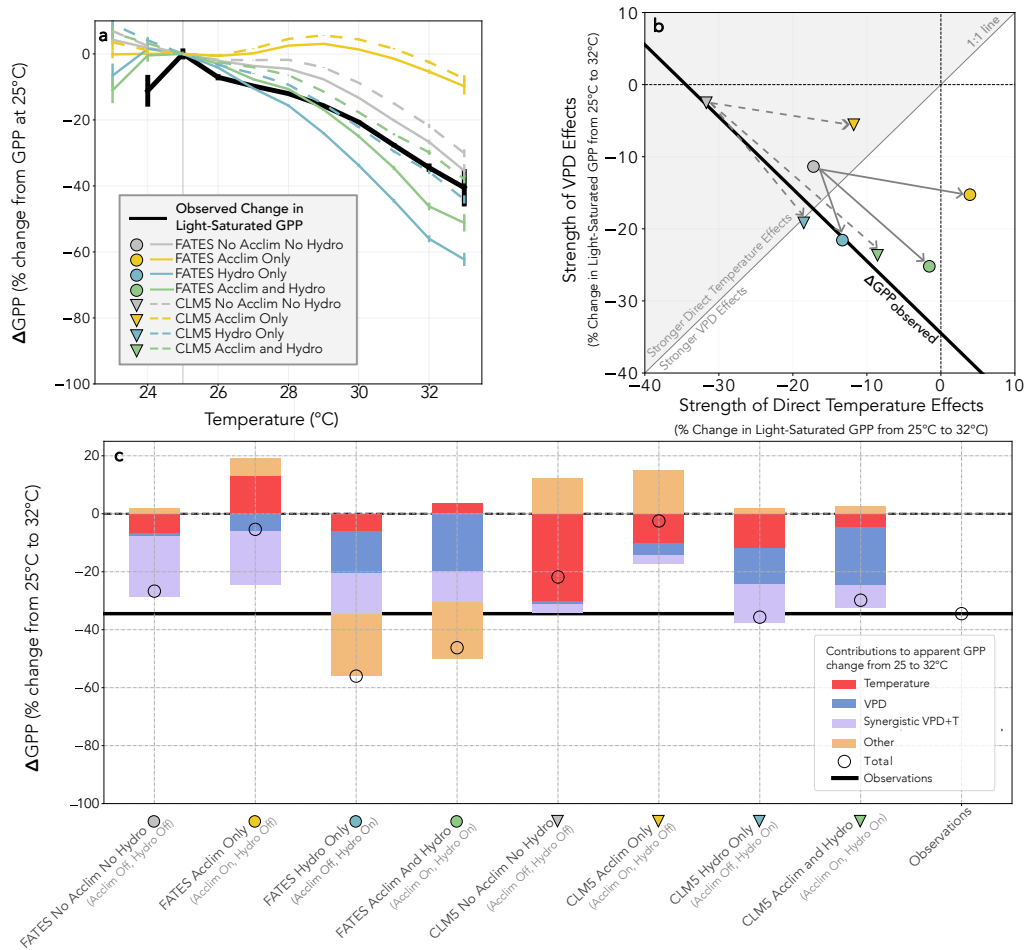 a
0
−20
−40
−60
−80
−100
24
26
28
30
32
ΔGPP (% change from GPP at 25°C)
Temperature (°C)
Observed Change in
Light-Saturated GPP
FATES No Acclim No Hydro
FATES Acclim Only
FATES Hydro Only
FATES Acclim and Hydro
CLM5 No Acclim No Hydro
CLM5 Acclim Only
CLM5 Hydro Only
CLM5 Acclim and Hydro
b
10
0
−10
−20
−30
−40
−40
−30
−20
−10
0
10
Strength of VPD Effects
(% Change in Light-Saturated GPP from 25°C to 32°C)
1:1 line
Stronger Direct Temperature Effects
Stronger VPD Effects
ΔGPP observed
Strength of Direct Temperature Effects
(% Change in Light-Saturated GPP from 25°C to 32°C)
c
20
0
−20
−40
−60
−80
−100
ΔGPP (% change from 25°C to 32°C)
Contributions to apparent GPP
change from 25 to 32°C
Temperature
VPD
Synergistic VPD+T
Other
Total
Observations
FATES No Acclim No Hydro
(Acclim Off, Hydro Off)
FATES Acclim Only
(Acclim On, Hydro Off)
FATES Hydro Only
(Acclim Off, Hydro On)
FATES Acclim And Hydro
(Acclim On, Hydro On)
CLM5 No Acclim No Hydro
(Acclim Off, Hydro Off)
CLM5 Acclim Only
(Acclim On, Hydro Off)
CLM5 Hydro Only
(Acclim Off, Hydro On)
CLM5 Acclim and Hydro
(Acclim On, Hydro On)
Observations